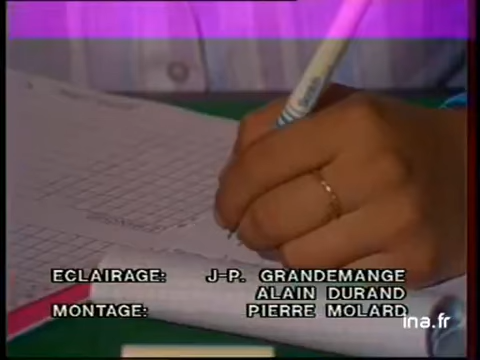 ECLAIRAGE: J-P. GRANDEMANGE
ALAIN DURAND
MONTAGE: PIERRE MOLARD
ina.fr